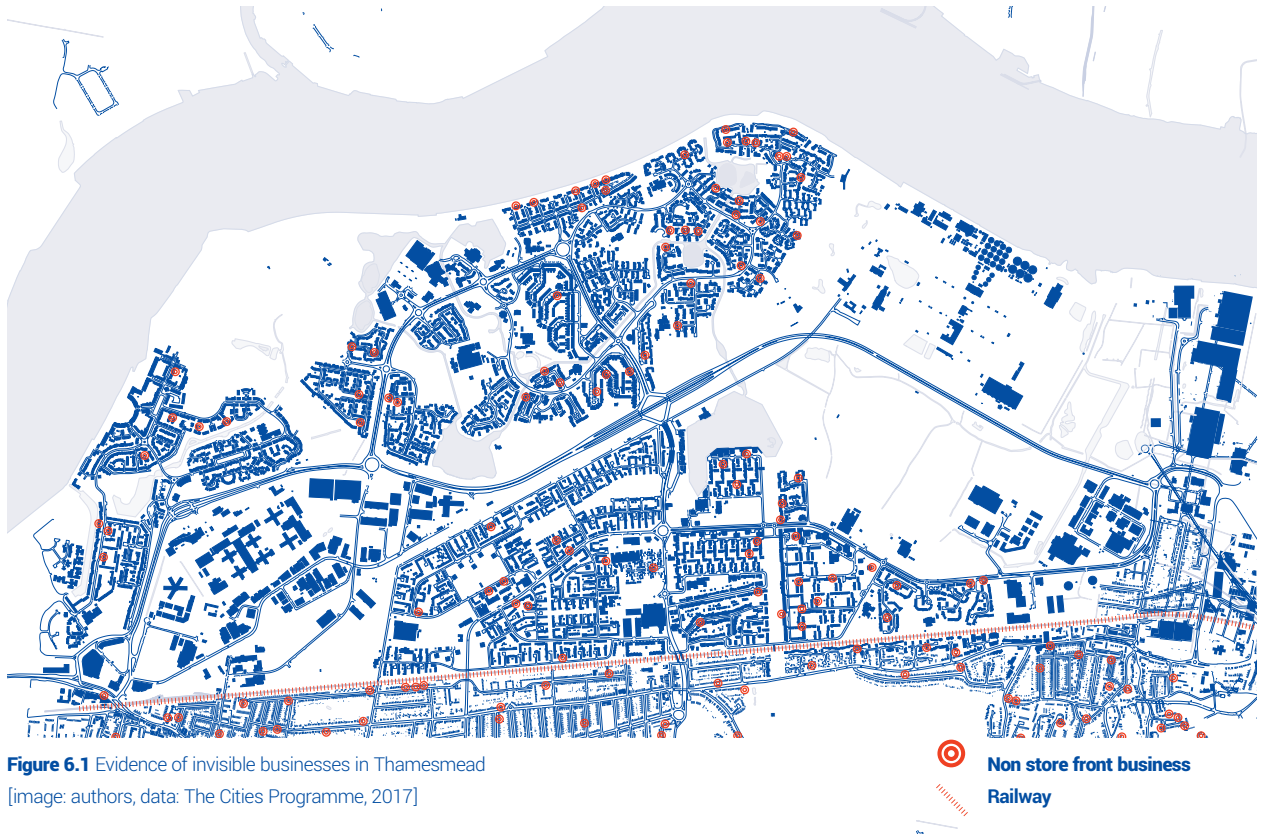 Figure 6.1 Evidence of invisible businesses in Thamesmead
[image: authors, data: The Cities Programme, 2017]
Non store front business
Railway